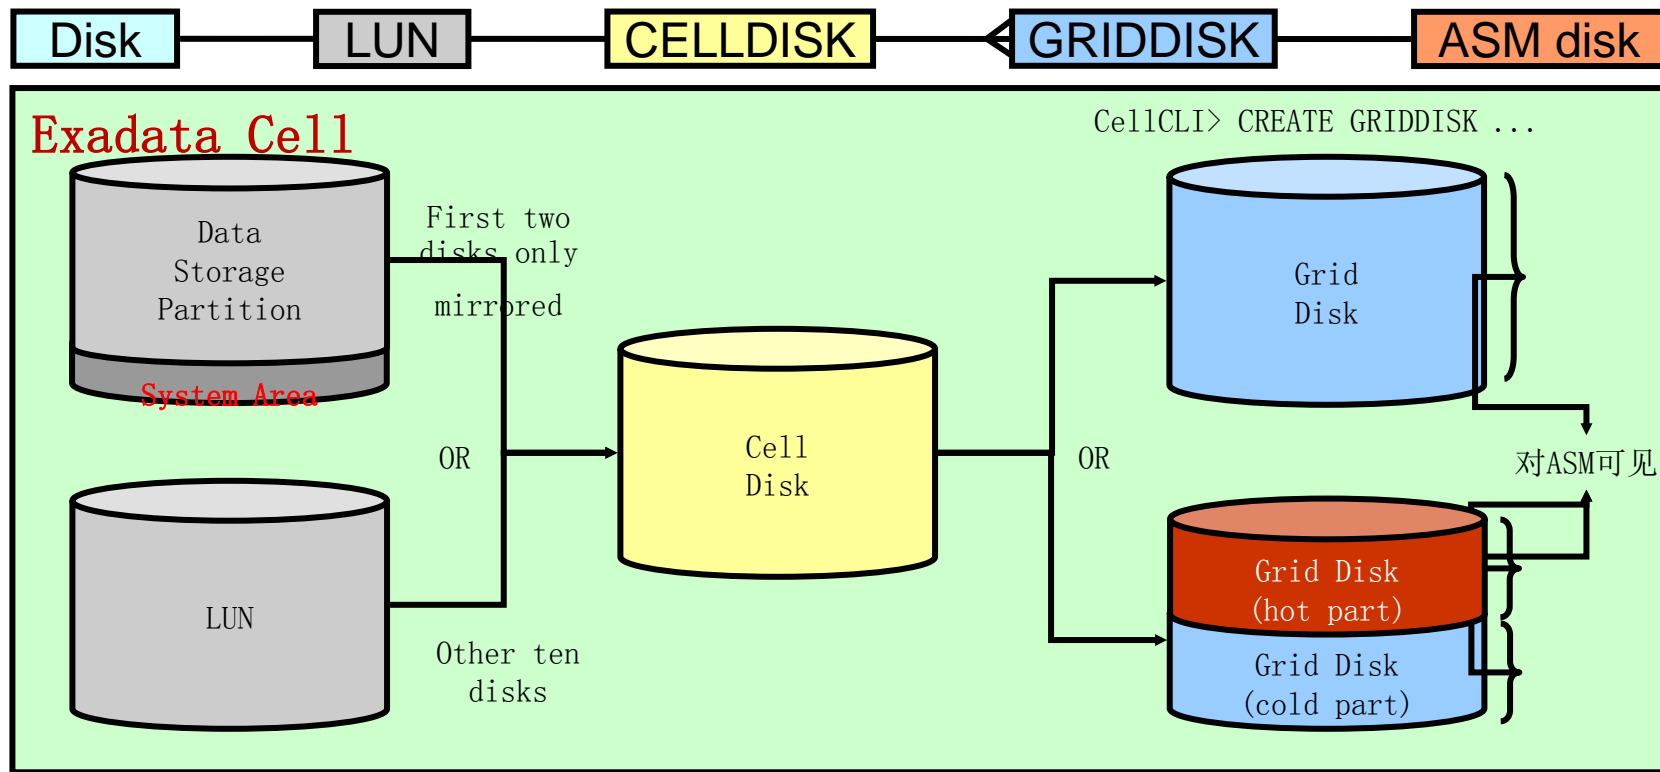 Disk
LUN
CELLDISK
GRIDDISK
ASM disk
Exadata Cell
CellCLI> CREATE GRIDDISK ...
Data
Storage
Partition
System Area
First two
disks only
mirrored
OR
LUN
Other ten
disks
Cell
Disk
OR
Grid
Disk
对ASM可见
Grid Disk
(hot part)
Grid Disk
(cold part)